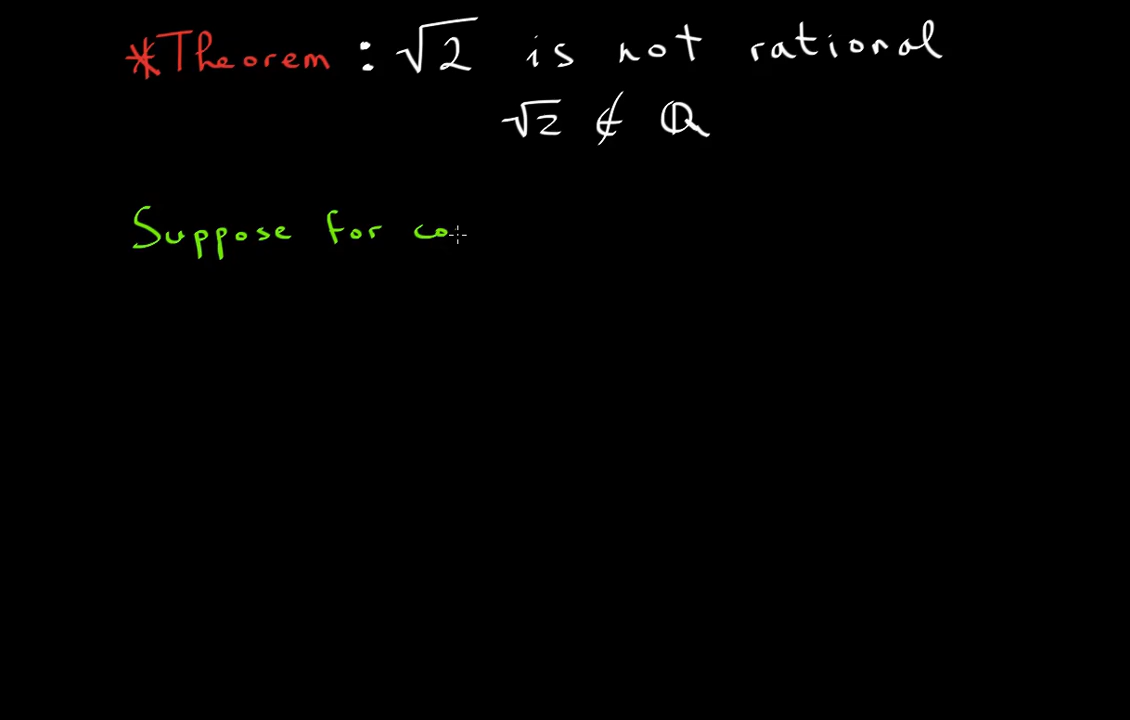 *Theorem : √2 is not rational
√2 ∉ ℚ
Suppose for co